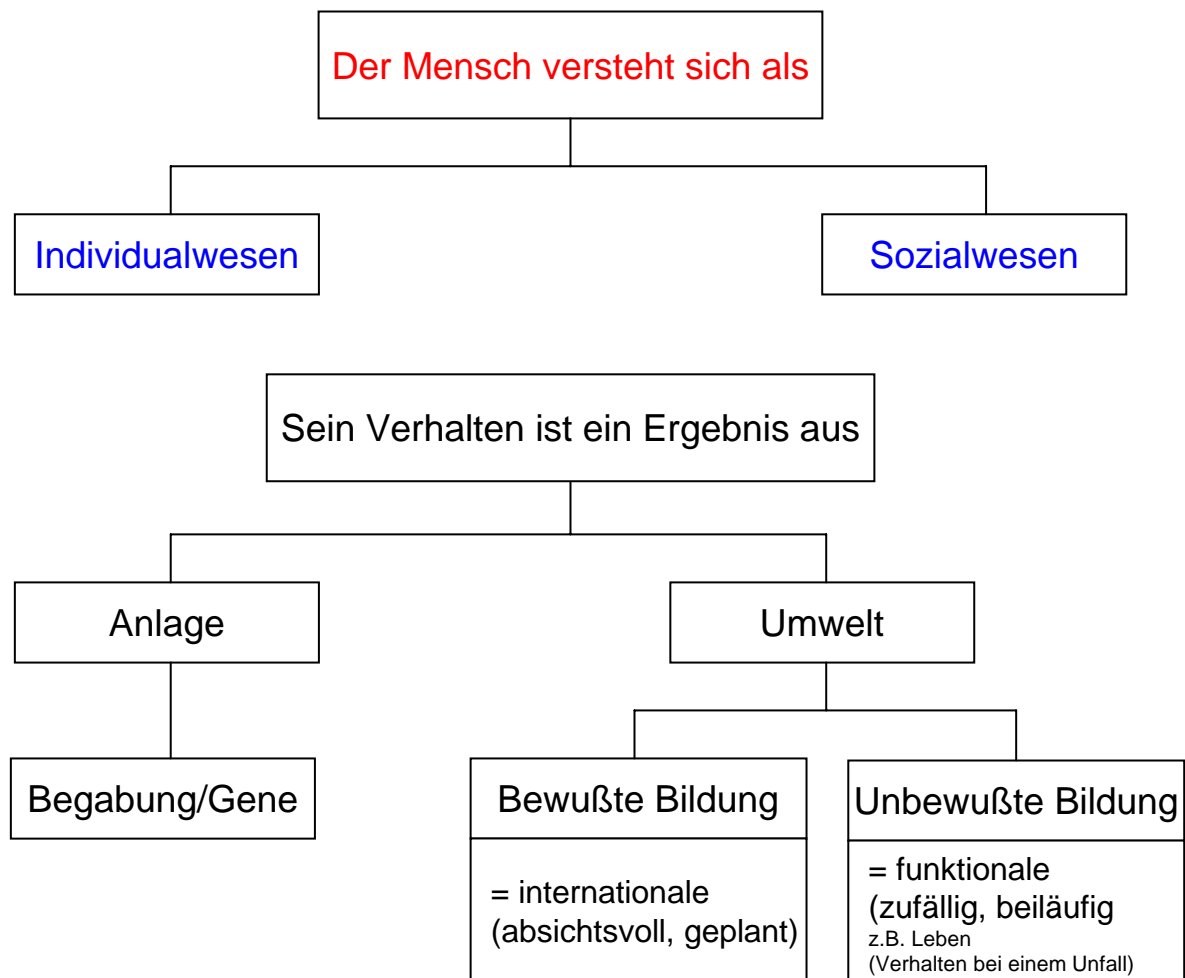 Der Mensch versteht sich als
Individualwesen
Sozialwesen
Sein Verhalten ist ein Ergebnis aus
Anlage
Umwelt
Begabung/Gene
Bewußte Bildung
= internationale
(absichtsvoll, geplant)
Unbewußte Bildung
= funktionale
(zufällig, beiläufig
z.B. Leben
(Verhalten bei einem Unfall)